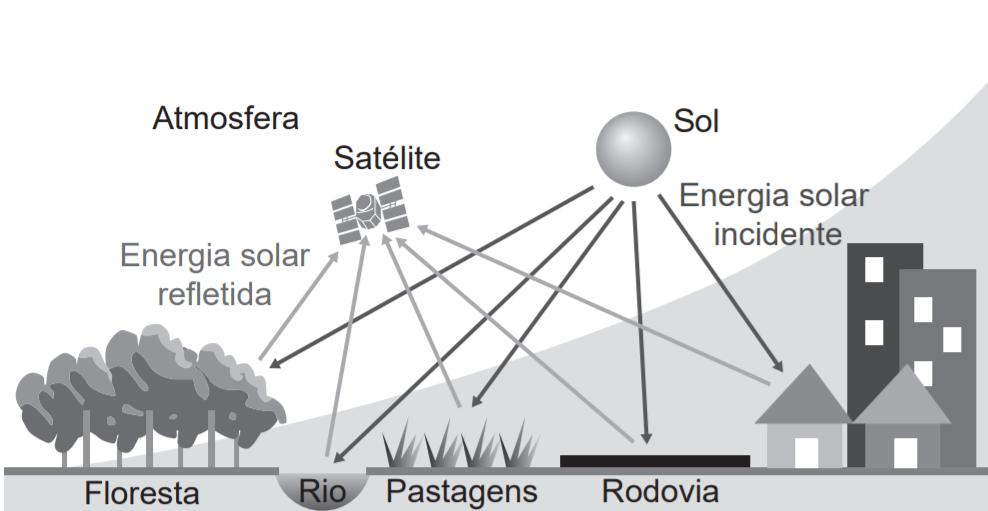 Atmosfera
Sol
Satélite
Energia solar
incidente
Energia solar
refletida
Floresta
Rio
Pastagens
Rodovia